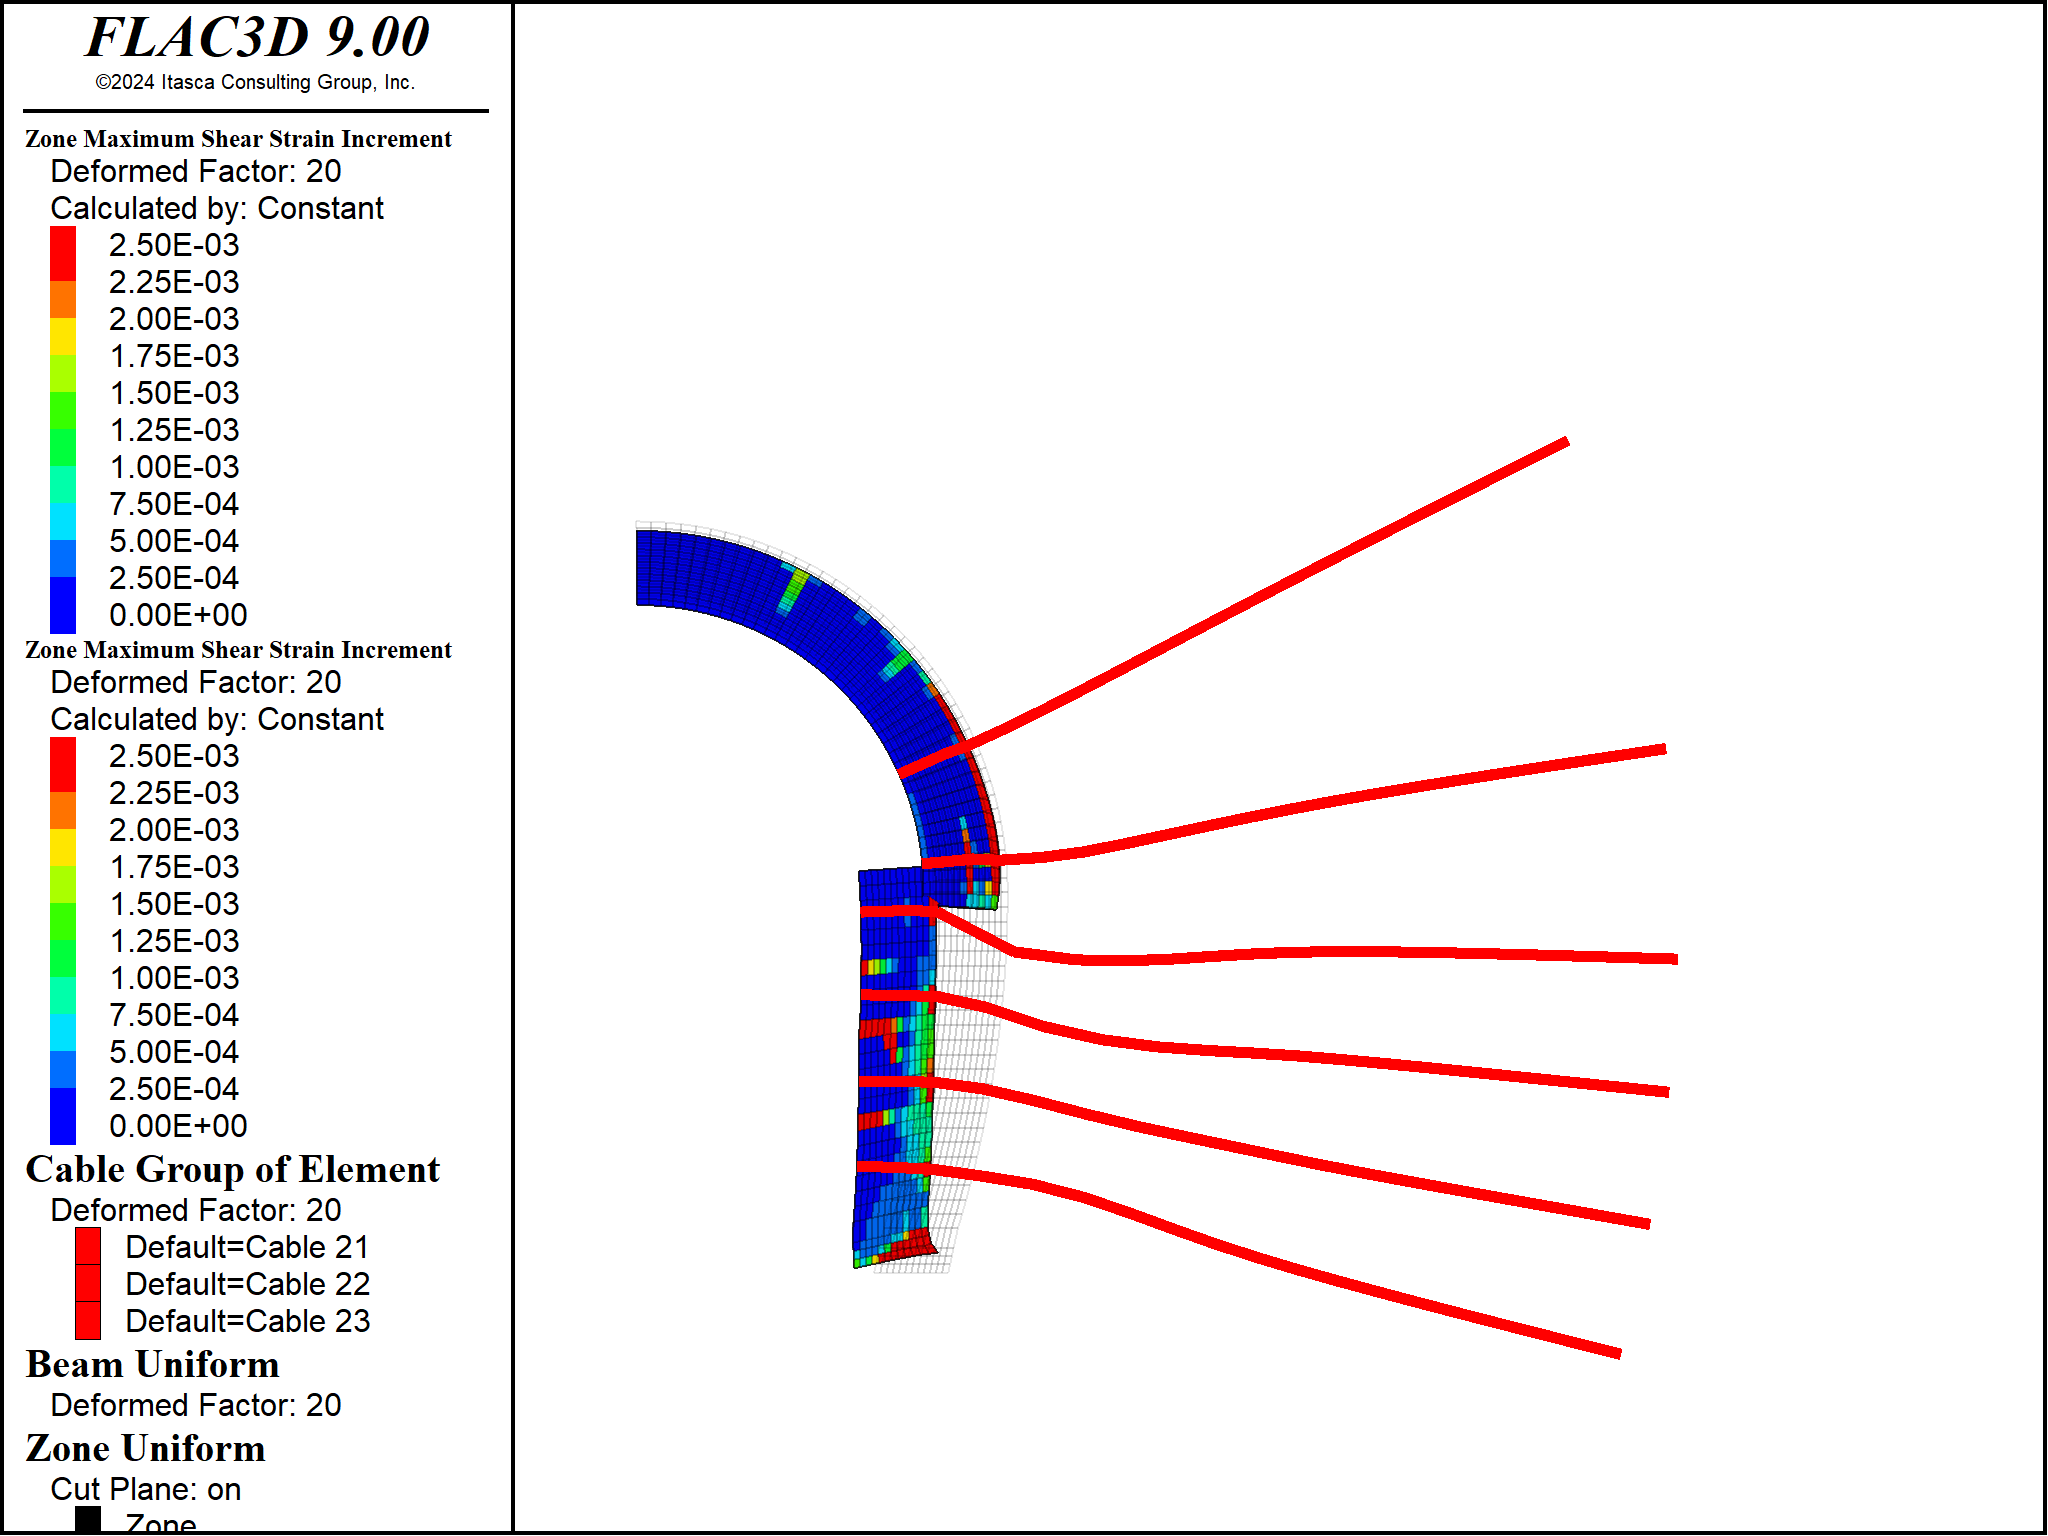 FLAC3D 9.00
©2024 Itasca Consulting Group, Inc.
Zone Maximum Shear Strain Increment
Deformed Factor: 20
Calculated by: Constant
2.50E-03
2.25E-03
2.00E-03
1.75E-03
1.50E-03
1.25E-03
1.00E-03
7.50E-04
5.00E-04
2.50E-04
0.00E+00
Zone Maximum Shear Strain Increment
Deformed Factor: 20
Calculated by: Constant
2.50E-03
2.25E-03
2.00E-03
1.75E-03
1.50E-03
1.25E-03
1.00E-03
7.50E-04
5.00E-04
2.50E-04
0.00E+00
Cable Group of Element
Deformed Factor: 20
Default=Cable 21
Default=Cable 22
Default=Cable 23
Beam Uniform
Deformed Factor: 20
Zone Uniform
Cut Plane: on
Zone